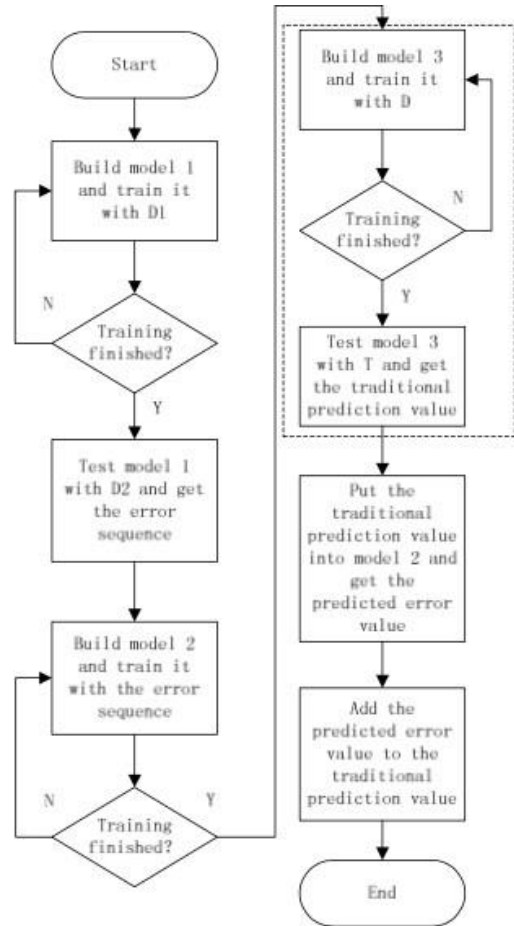 Start
Build model 1
and train it
with D1
N
Training
finished?
Y
Test model 1
with D2 and get
the error
sequence
Build model 2
and train it
with the error
sequence
N
Y
Training
finished?
Build model 3
and train it
with D
N
Training
finished?
Y
Test model 3
with T and get
the traditional
prediction value
Put the
traditional
prediction value
into model 2 and
get the
predicted error
value
Add the
predicted error
value to the
traditional
prediction value
End